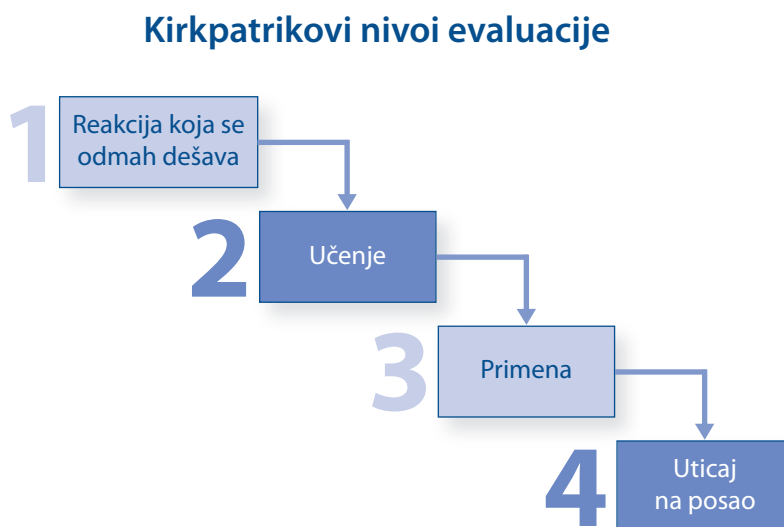 Kirkpatrikovi nivoi evaluacije
1
Reakcija koja se
odmah dešava
2
Učenje
3
Primena
4
Uticaj
na posao